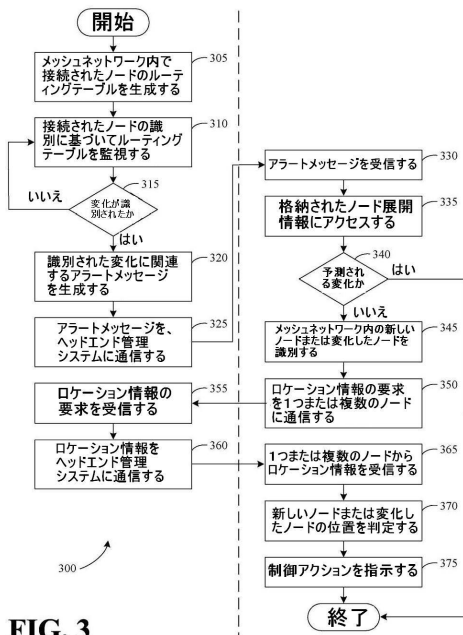 開始
メッシュネットワーク内で
接続されたノードのルーテ
ィングテーブルを生成する
305
接続されたノードの識
別に基づいてルーティング
テーブルを監視する
310
変化が識
別されたか
315
いいえ
はい
識別された変化に関連
するアラートメッセージ
を生成する
320
アラートメッセージを、
ヘッドエンド管理
システムに通信する
325
アラートメッセージを受信する
330
格納されたノード展開
情報にアクセスする
335
予測され
る変化か
340
はい
いいえ
メッシュネットワーク内の新しい
ノードまたは変化したノードを
識別する
345
ロケーション情報の要求
を1つまたは複数のノード
に通信する
350
ロケーション情報の
要求を受信する
355
ロケーション情報を
ヘッドエンド管理
システムに通信する
360
1つまたは複数のノードから
ロケーション情報を受信する
365
新しいノードまたは変化し
たノードの位置を判定する
370
制御アクションを指示する
375
終了
300
FIG. 3